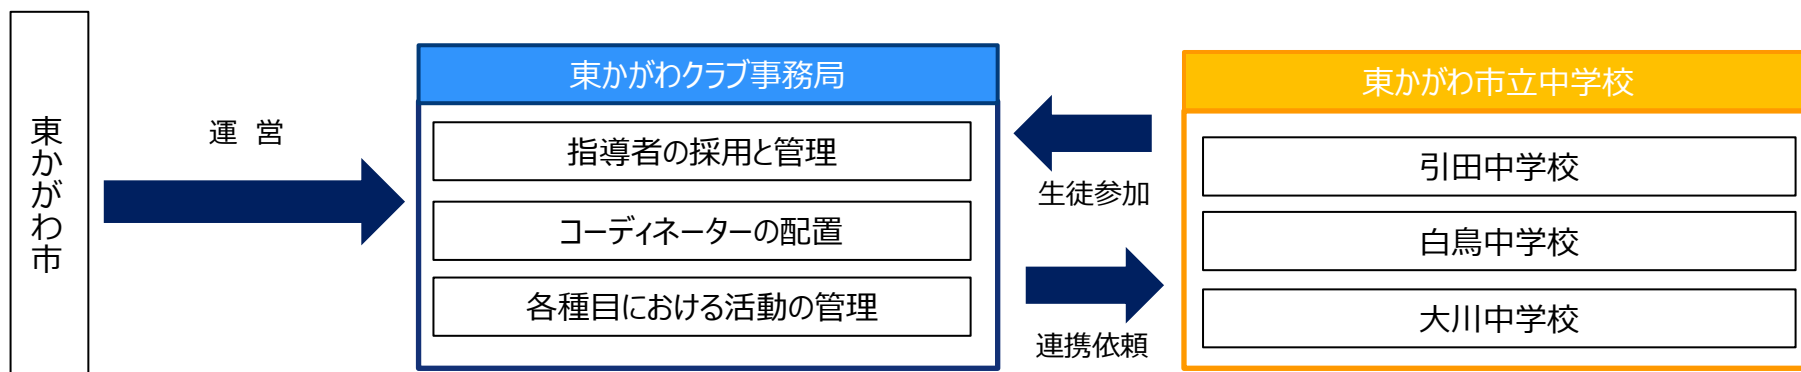 東かがわ市
運 営
東かがわクラブ事務局
指導者の採用と管理
コーディネーターの配置
各種目における活動の管理
生徒参加
連携依頼
東かがわ市立中学校
引田中学校
白鳥中学校
大川中学校